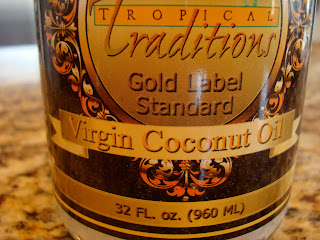 TROPICAL
Traditions
Gold Label
Standard
Virgin Coconut Oil
32 FL. oz. (960 ML)